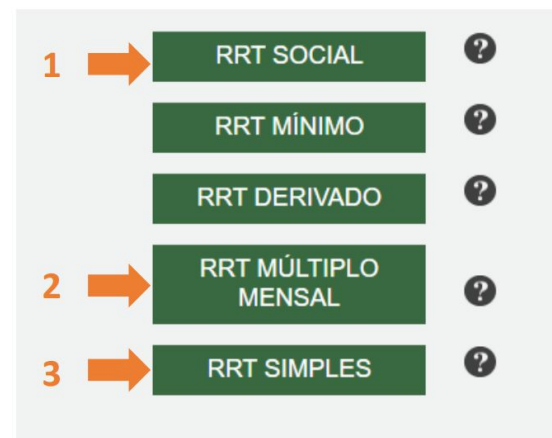 1 RRT SOCIAL ?
RRT MÍNIMO ?
RRT DERIVADO ?
2 RRT MÚLTIPLO
MENSAL ?
3 RRT SIMPLES ?